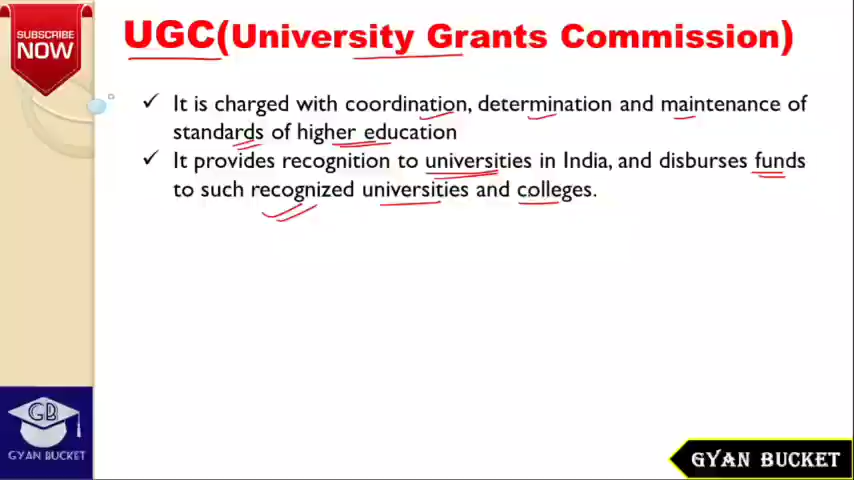 SUBSCRIBE
NOW
UGC(University Grants Commission)
✓ It is charged with coordination, determination and maintenance of
standards of higher education
✓ It provides recognition to universities in India, and disburses funds
to such recognized universities and colleges.
GB
GYAN BUCKET
GYAN BUCKET